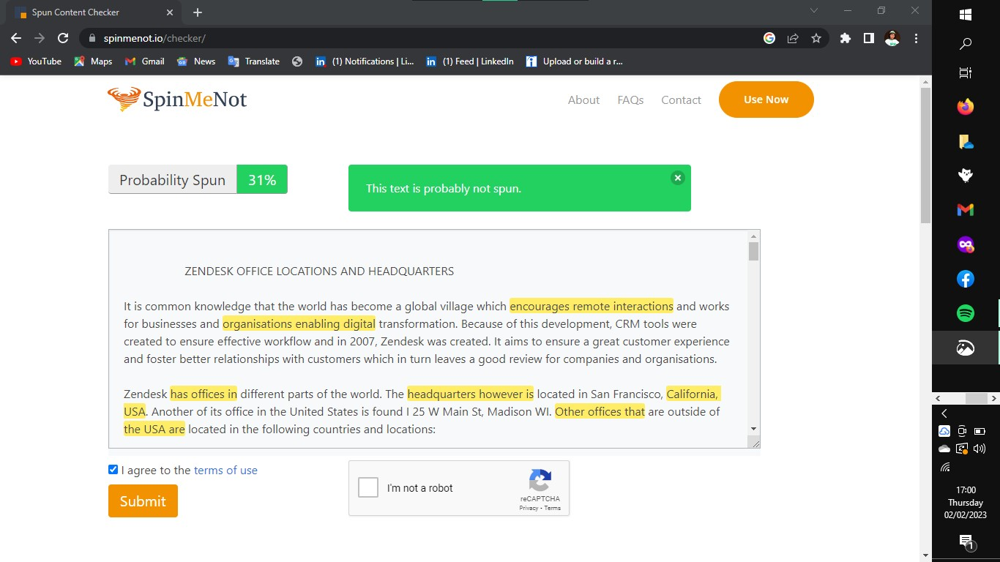 Spun Content Checker
spinmenot.io/checker/
YouTube Maps Gmail News Translate (1) Notifications | Li... (1) Feed | LinkedIn Upload or build a r...
SpinMeNot
About FAQs Contact Use Now
Probability Spun 31%
This text is probably not spun.
ZENDESK OFFICE LOCATIONS AND HEADQUARTERS
It is common knowledge that the world has become a global village which encourages remote interactions and works
for businesses and organisations enabling digital transformation. Because of this development, CRM tools were
created to ensure effective workflow and in 2007, Zendesk was created. It aims to ensure a great customer experience
and foster better relationships with customers which in turn leaves a good review for companies and organisations.
Zendesk has offices in different parts of the world. The headquarters however is located in San Francisco, California,
USA. Another of its office in the United States is found I 25 W Main St, Madison WI. Other offices that are outside of
the USA are located in the following countries and locations:
I agree to the terms of use
Submit
I'm not a robot
reCAPTCHA
Privacy - Terms
17:00
Thursday
02/02/2023
1